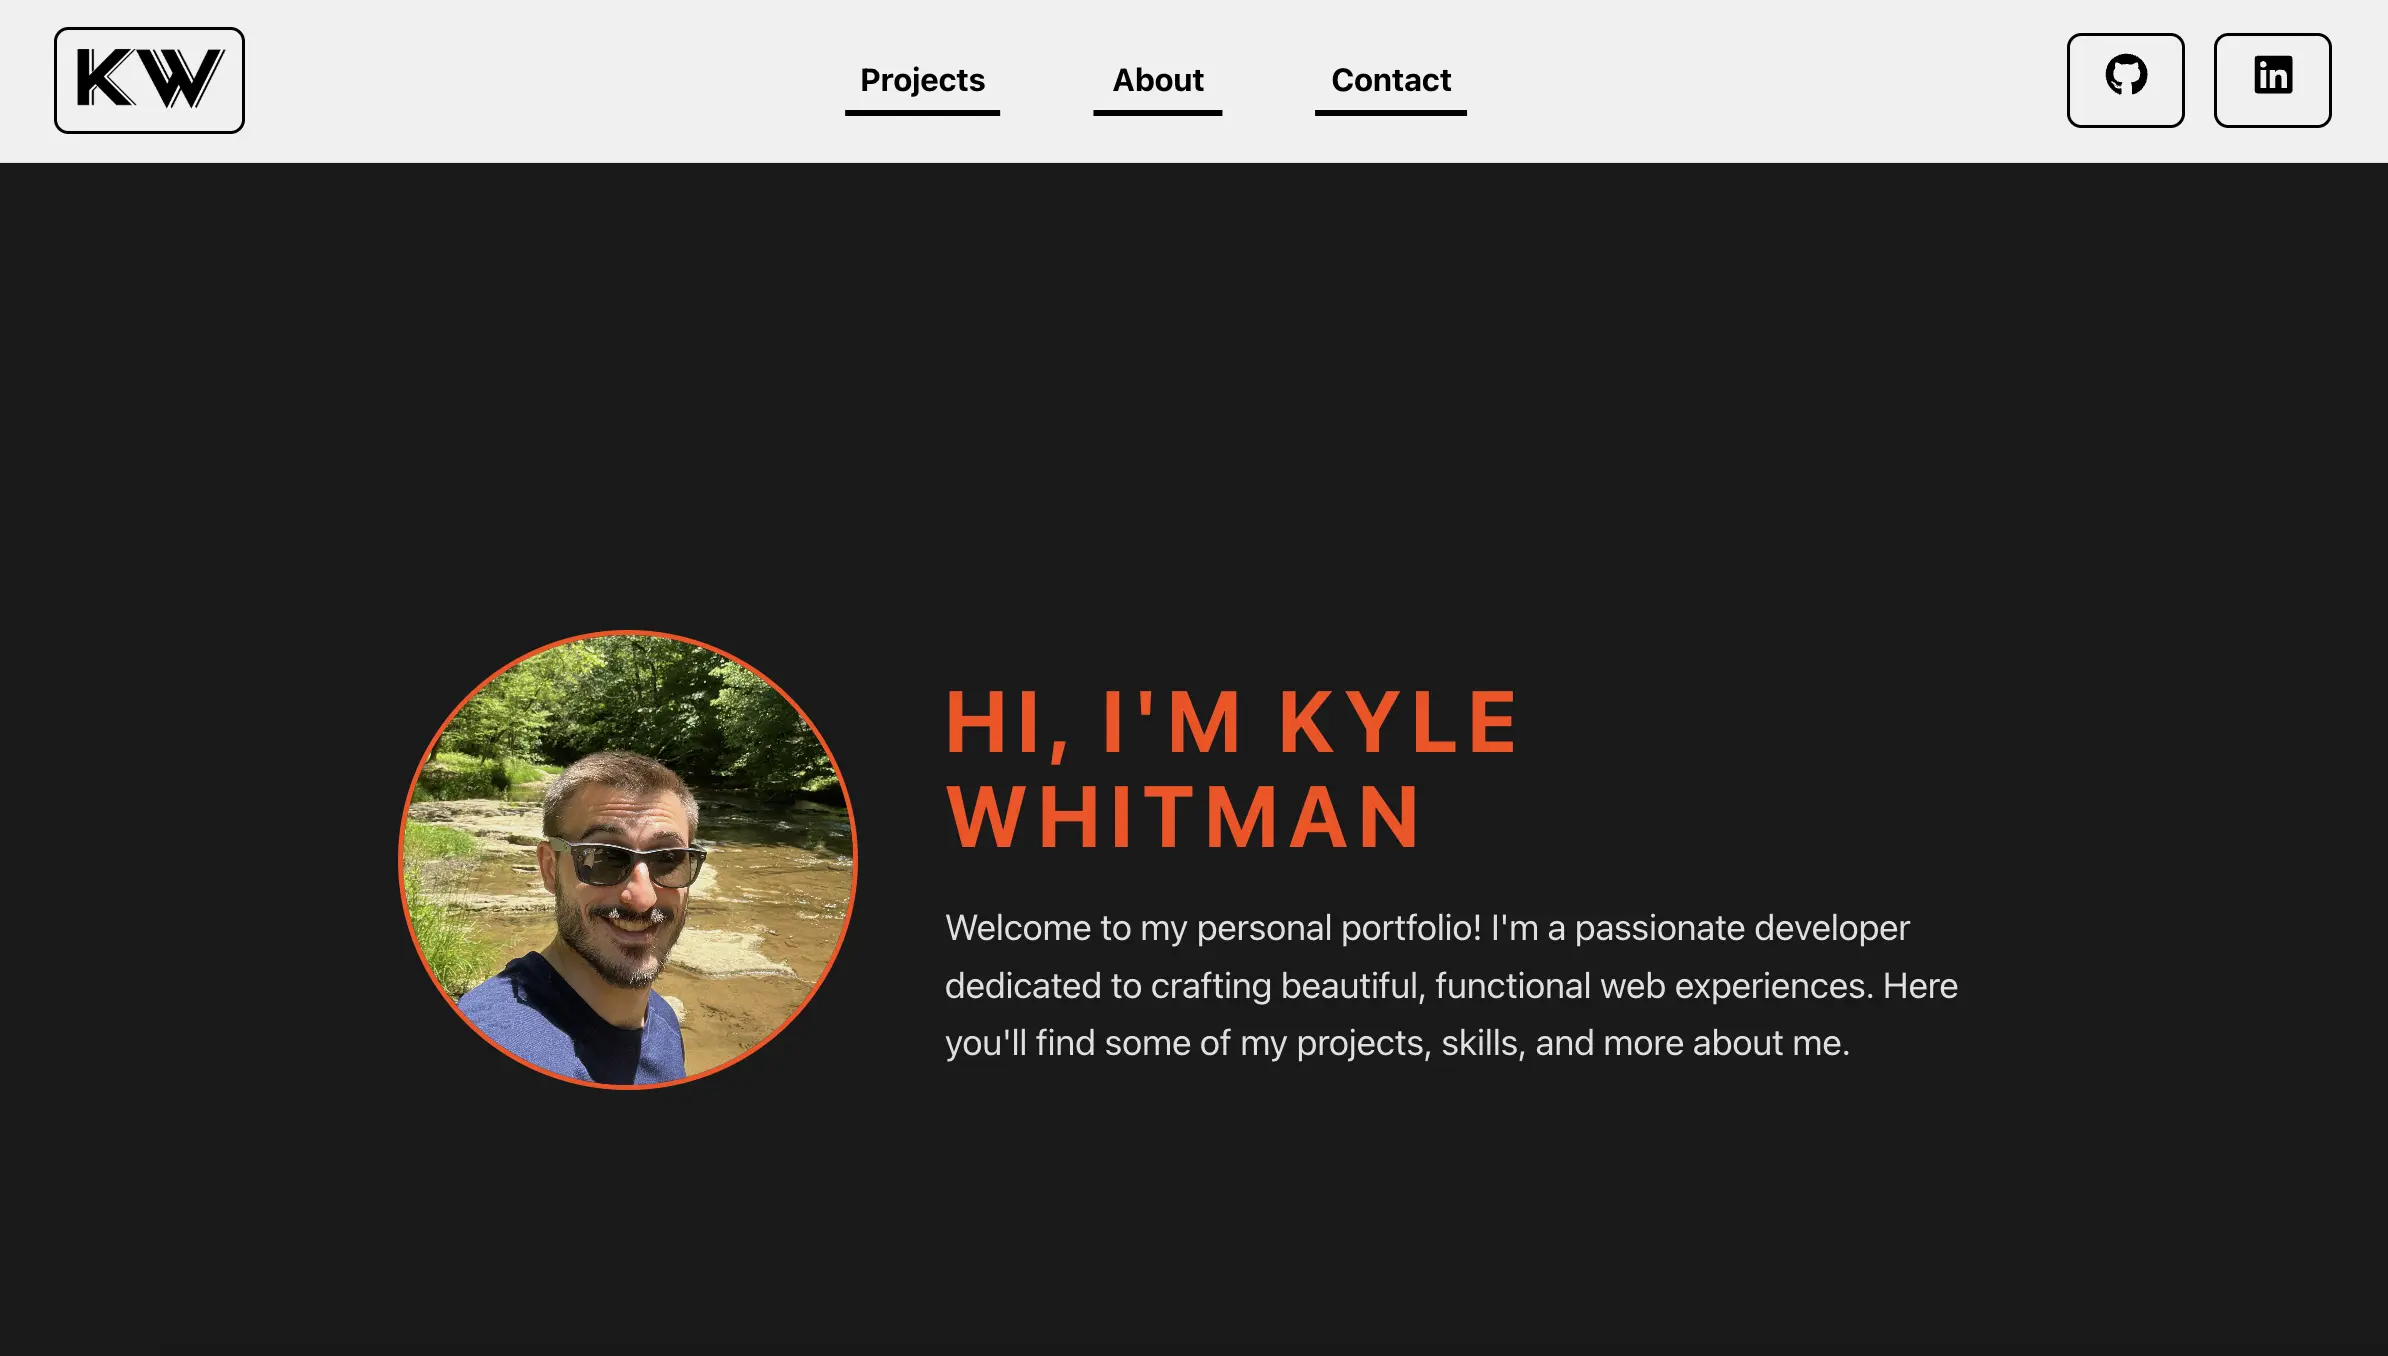 KW
Projects
About
Contact
in
HI, I'M KYLE
WHITMAN
Welcome to my personal portfolio! I'm a passionate developer
dedicated to crafting beautiful, functional web experiences. Here
you'll find some of my projects, skills, and more about me.